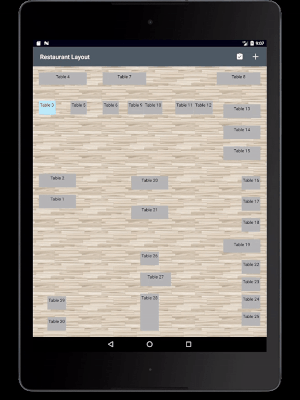 9:07
Restaurant Layout
Table 6
Table 7
Table 8
Table 3
Table 5
Table 6
Table 9
Table 10
Table 11
Table 12
Table 13
Table 14
Table 15
Table 2
Table 20
Table 16
Table 1
Table 17
Table 21
Table 18
Table 19
Table 26
Table 22
Table 27
Table 23
Table 29
Table 28
Table 24
Table 30
Table 25